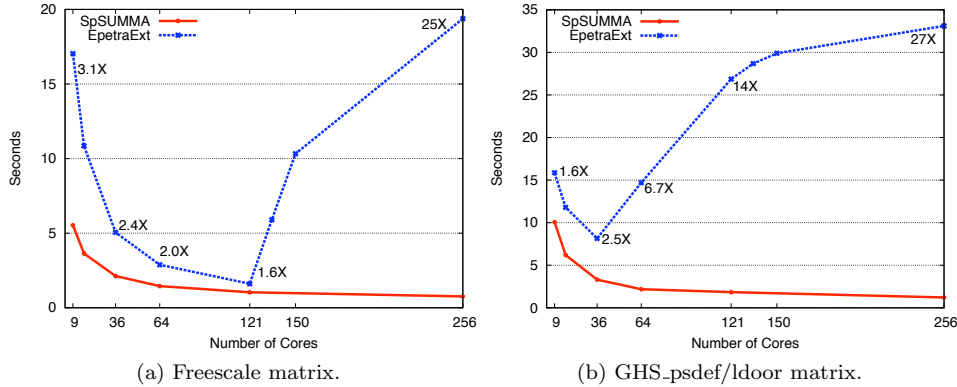 SpSUMMA
EpetraExt
20
15
10
5
0
Seconds
3.1X
2.4X
2.0X
1.6X
25X
9 36 64 121 150 256
Number of Cores
(a) Freescale matrix.
SpSUMMA
EpetraExt
35
30
25
20
15
10
5
0
Seconds
1.6X
2.5X
6.7X
14X
27X
9 36 64 121 150 256
Number of Cores
(b) GHS_psdef/ldoor matrix.